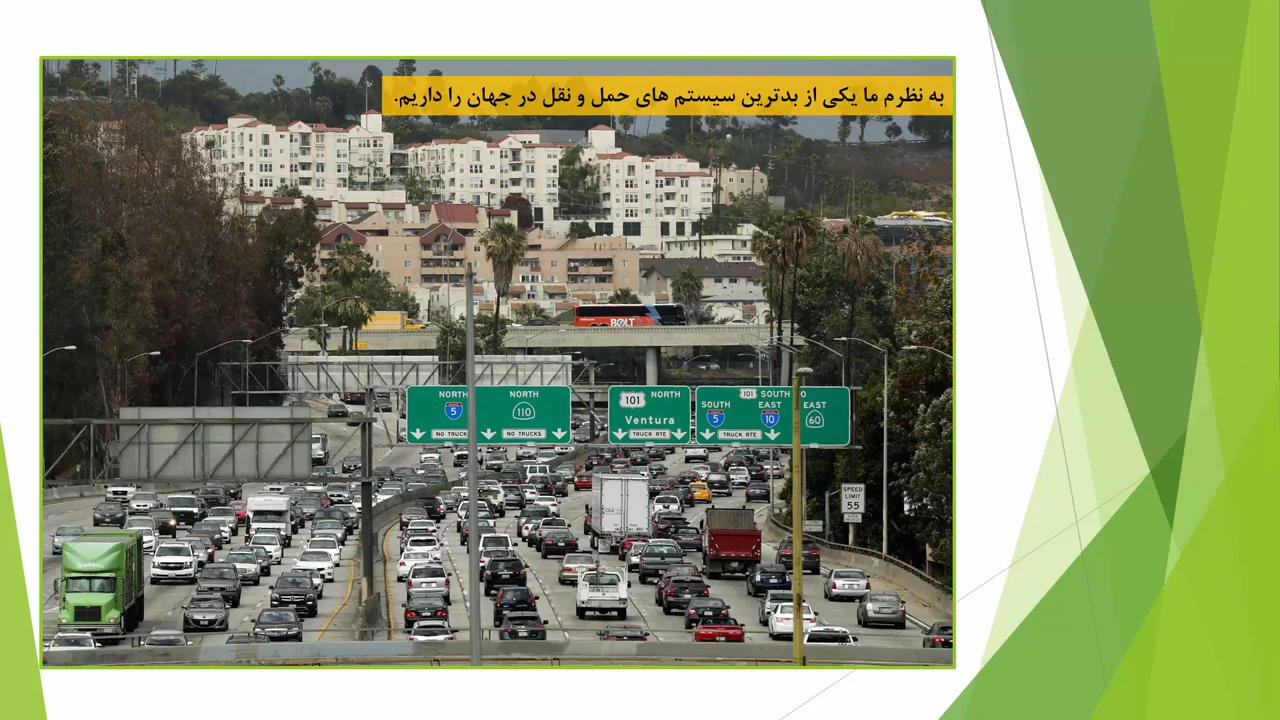 به نظرم ما یکی از بدترین سیستم های حمل و نقل در جهان را داریم.
BOLT
NORTH
5
NO TRUCKS
NORTH
110
NO TRUCKS
101 NORTH
Ventura
TRUCK RTE
101 SOUTH
SOUTH EAST EAST
5 10 60
TRUCK RTE
SPEED
LIMIT
55